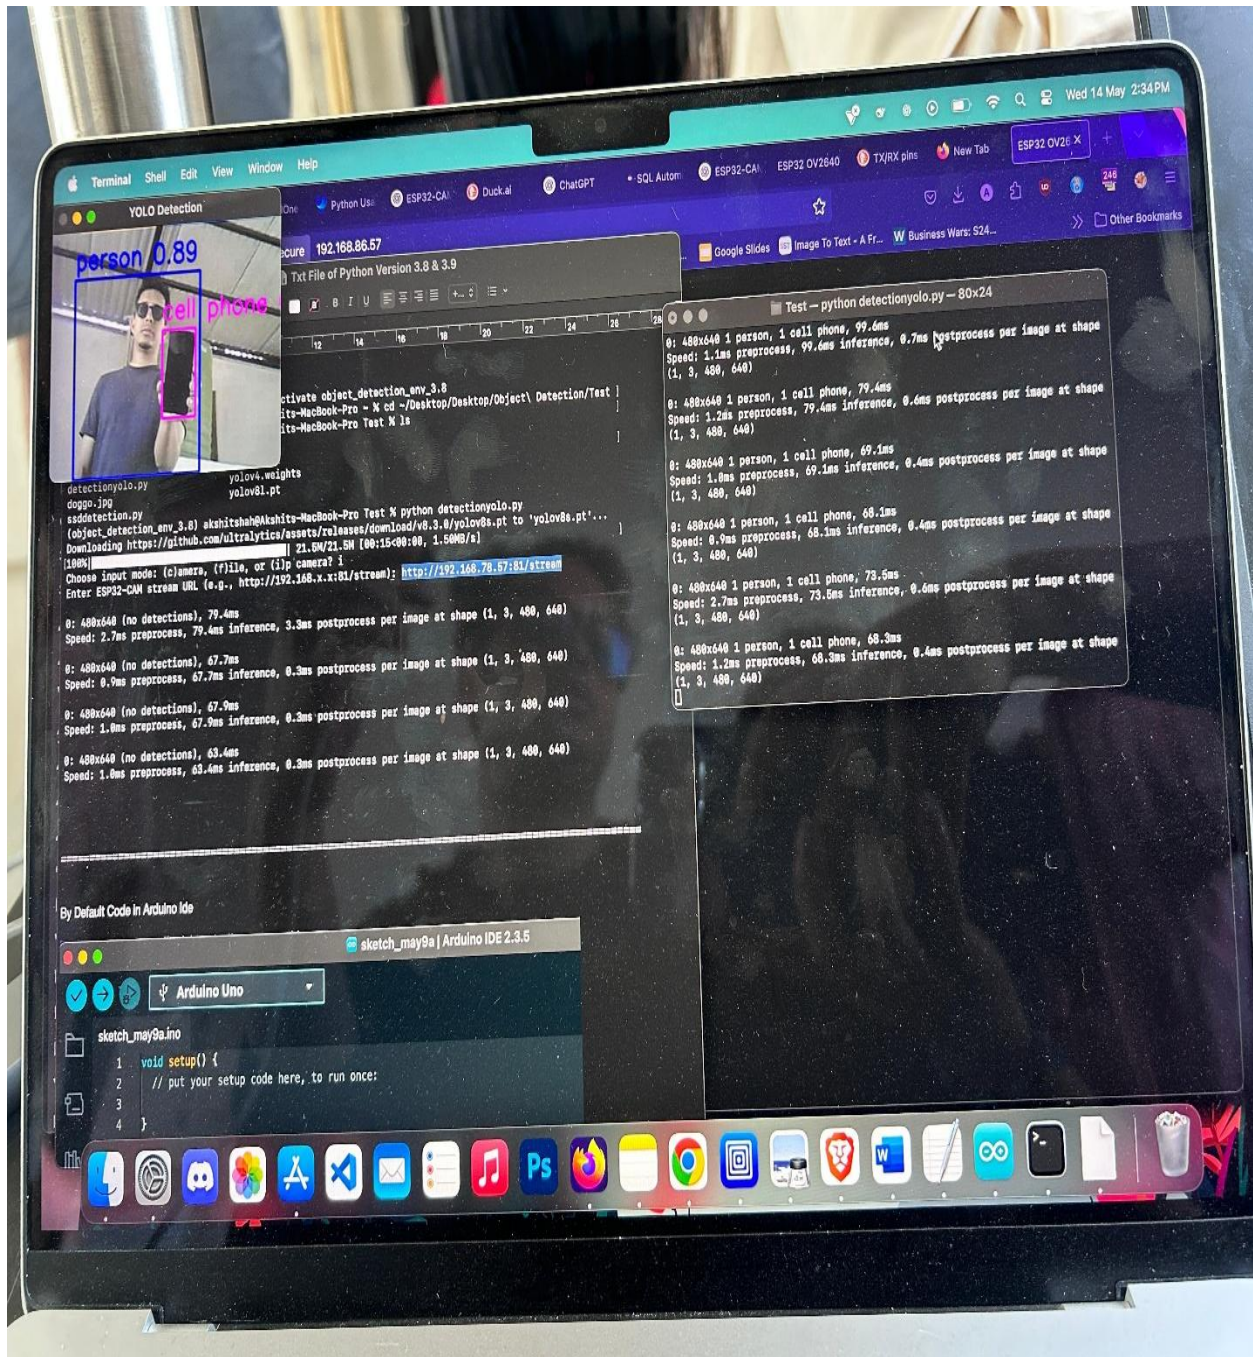 Terminal Shell Edit View Window Help
Wed 14 May 2:34 PM
Python Usa
ESP32-CA
Duck.ai
ChatGPT
SQL Autom
ESP32-CA
ESP32 OV2640
TX/RX pins
New Tab
ESP32 OV26
192.168.86.57
246
Google Slides
Image To Text - A Fr...
Business Wars: S24...
Other Bookmarks
YOLO Detection
person 0.89
cell phone
Txt File of Python Version 3.8 & 3.9
B I U
12 14 16 18 20 22 24 26 28
ctivate object_detection_env_3.8
its-MacBook-Pro ~ % cd ~/Desktop/Desktop/Object\ Detection/Test ]
its-MacBook-Pro Test % ls ]
]
detectionyolo.py yolov4.weights
doggo.jpg yolov8l.pt
ssddetection.py
(object_detection_env_3.8) akshitshah@Akshits-MacBook-Pro Test % python detectionyolo.py
Downloading https://github.com/ultralytics/assets/releases/download/v8.3.0/yolov8s.pt to 'yolov8s.pt'... ]
100%| | 21.5M/21.5M [00:15<00:00, 1.50MB/s]
Choose input mode: (c)amera, (f)ile, or (i)p camera? i
Enter ESP32-CAM stream URL (e.g., http://192.168.x.x:81/stream): http://192.168.78.57:81/stream
0: 480x640 (no detections), 79.4ms
Speed: 2.7ms preprocess, 79.4ms inference, 3.3ms postprocess per image at shape (1, 3, 480, 640)
0: 480x640 (no detections), 67.7ms
Speed: 0.9ms preprocess, 67.7ms inference, 0.3ms postprocess per image at shape (1, 3, 480, 640)
0: 480x640 (no detections), 67.9ms
Speed: 1.0ms preprocess, 67.9ms inference, 0.3ms postprocess per image at shape (1, 3, 480, 640)
0: 480x640 (no detections), 63.4ms
Speed: 1.0ms preprocess, 63.4ms inference, 0.3ms postprocess per image at shape (1, 3, 480, 640)
Test — python detectionyolo.py — 80×24
0: 480x640 1 person, 1 cell phone, 99.6ms
Speed: 1.1ms preprocess, 99.6ms inference, 0.7ms postprocess per image at shape
(1, 3, 480, 640)
0: 480x640 1 person, 1 cell phone, 79.4ms
Speed: 1.2ms preprocess, 79.4ms inference, 0.6ms postprocess per image at shape
(1, 3, 480, 640)
0: 480x640 1 person, 1 cell phone, 69.1ms
Speed: 1.0ms preprocess, 69.1ms inference, 0.4ms postprocess per image at shape
(1, 3, 480, 640)
0: 480x640 1 person, 1 cell phone, 68.1ms
Speed: 0.9ms preprocess, 68.1ms inference, 0.4ms postprocess per image at shape
(1, 3, 480, 640)
0: 480x640 1 person, 1 cell phone, 73.5ms
Speed: 2.7ms preprocess, 73.5ms inference, 0.6ms postprocess per image at shape
(1, 3, 480, 640)
0: 480x640 1 person, 1 cell phone, 68.3ms
Speed: 1.2ms preprocess, 68.3ms inference, 0.4ms postprocess per image at shape
(1, 3, 480, 640)
By Default Code in Arduino Ide
sketch_may9a | Arduino IDE 2.3.5
Arduino Uno
sketch_may9a.ino
1 void setup() {
2 // put your setup code here, to run once:
3
4 }
Ps
W